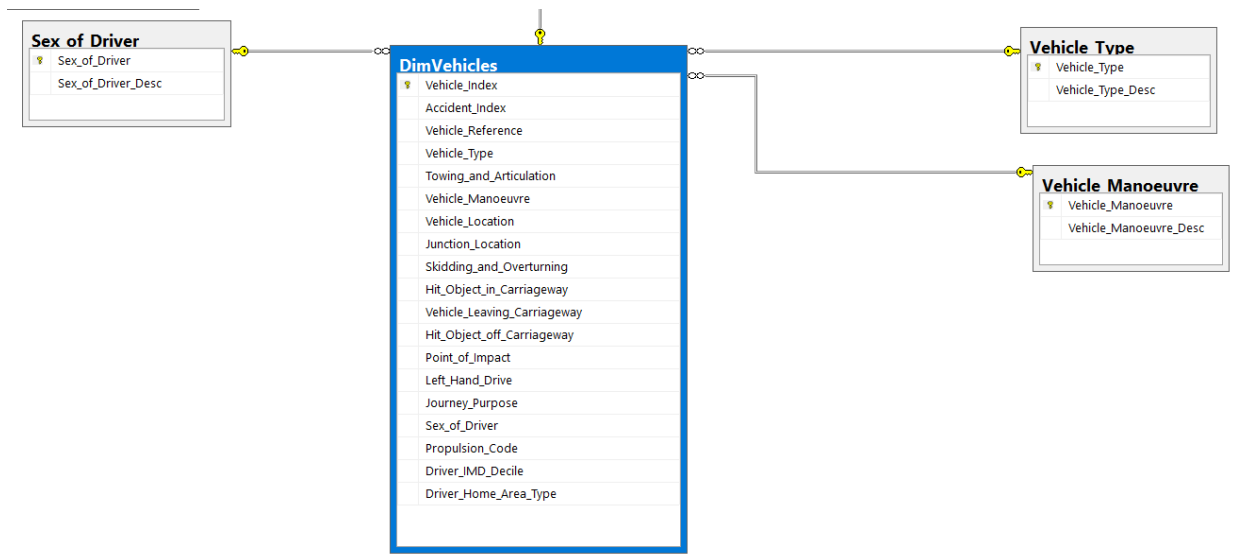 Sex of Driver
Sex_of_Driver
Sex_of_Driver_Desc
DimVehicles
Vehicle_Index
Accident_Index
Vehicle_Reference
Vehicle_Type
Towing_and_Articulation
Vehicle_Manoeuvre
Vehicle_Location
Junction_Location
Skidding_and_Overturning
Hit_Object_in_Carriageway
Vehicle_Leaving_Carriageway
Hit_Object_off_Carriageway
Point_of_Impact
Left_Hand_Drive
Journey_Purpose
Sex_of_Driver
Propulsion_Code
Driver_IMD_Decile
Driver_Home_Area_Type
Vehicle Type
Vehicle_Type
Vehicle_Type_Desc
Vehicle Manoeuvre
Vehicle_Manoeuvre
Vehicle_Manoeuvre_Desc